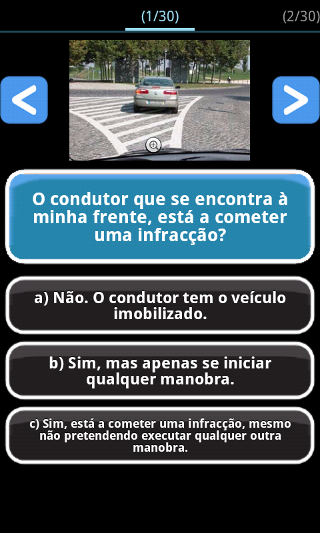 (1/30)
(2/30)
O condutor que se encontra à
minha frente, está a cometer
uma infracção?
a) Não. O condutor tem o veículo
imobilizado.
b) Sim, mas apenas se iniciar
qualquer manobra.
c) Sim, está a cometer uma infracção, mesmo
não pretendendo executar qualquer outra
manobra.